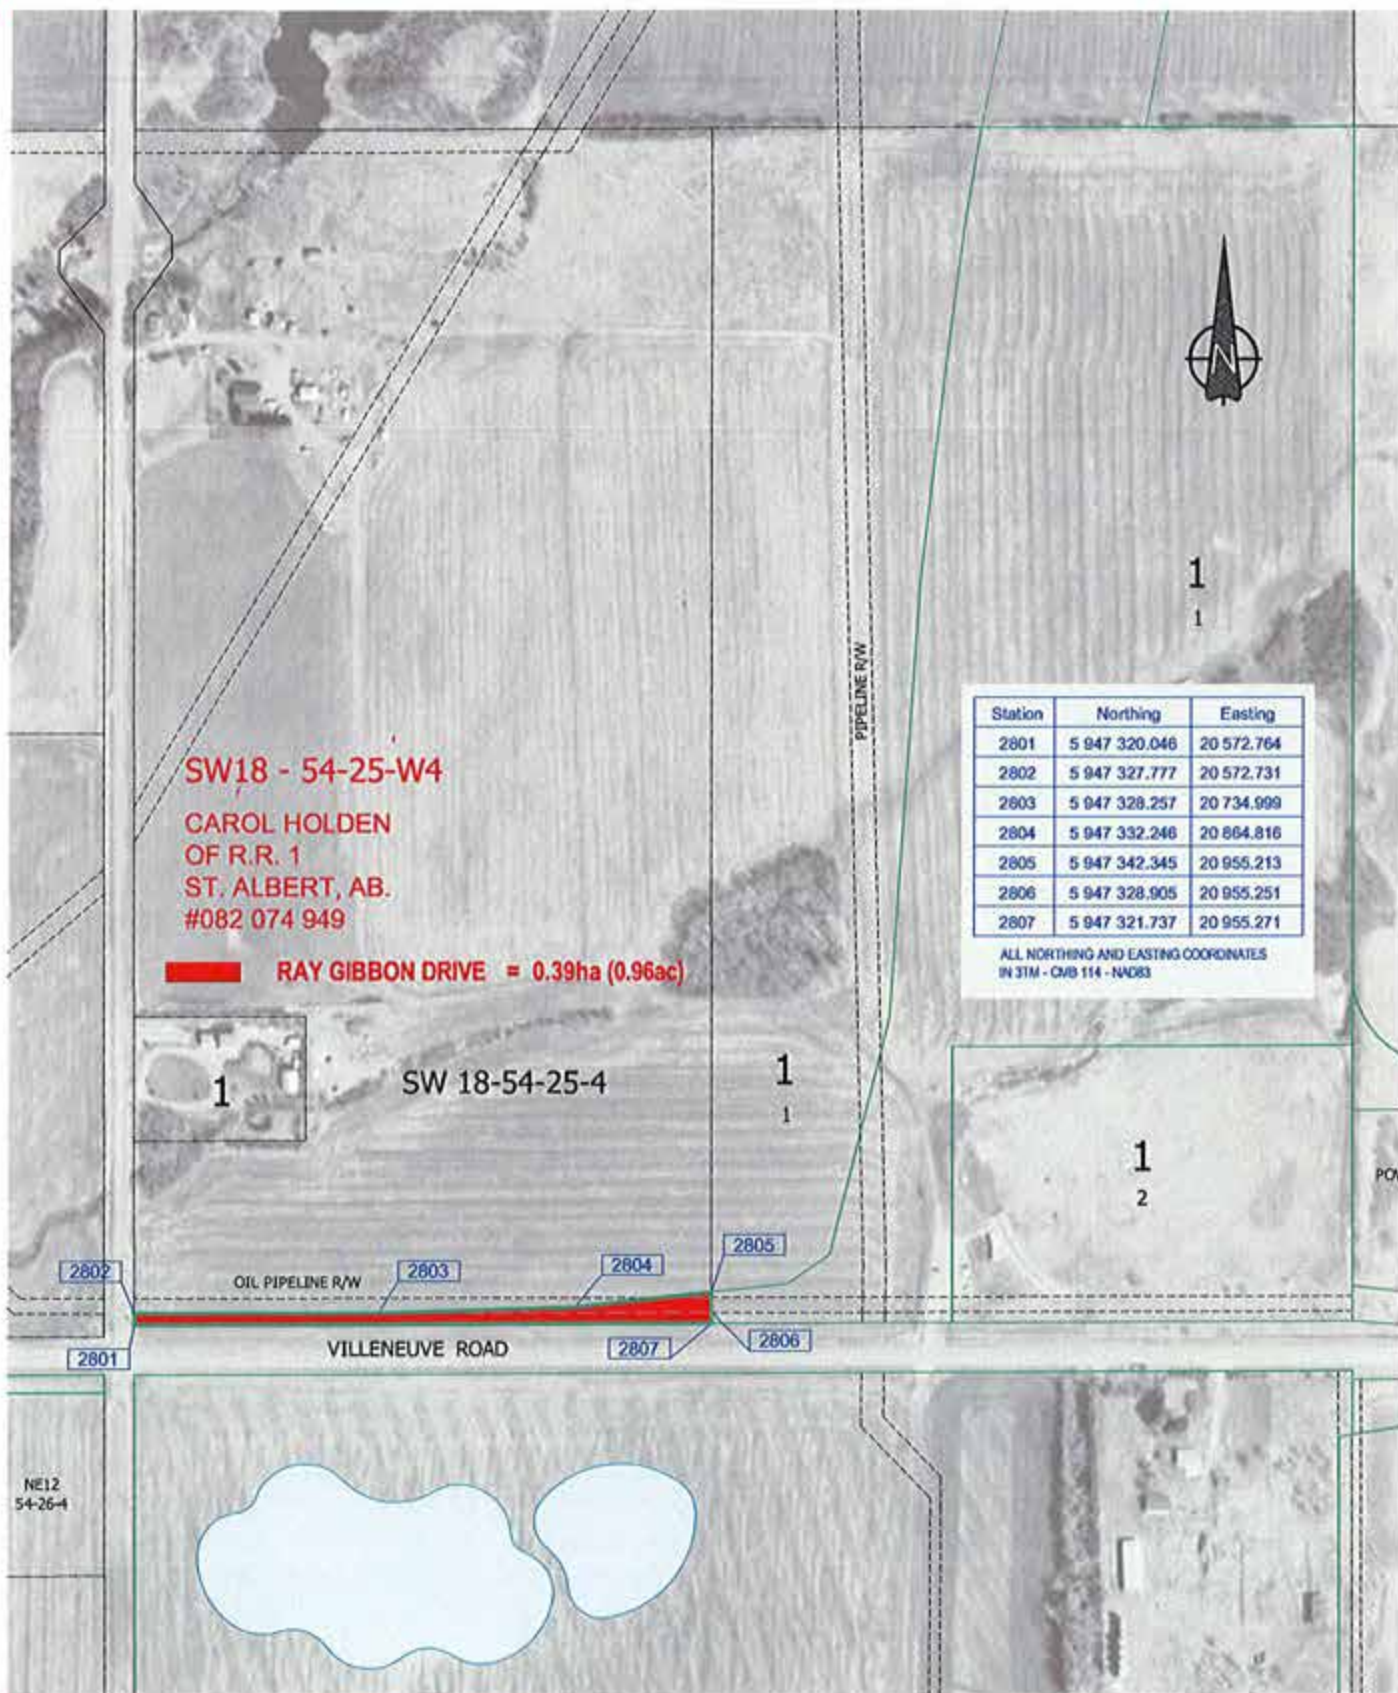 N
1
1
PIPELINE R/W
Station Northing Easting
2801 5 947 320.046 20 572.764
2802 5 947 327.777 20 572.731
2803 5 947 328.257 20 734.999
2804 5 947 332.246 20 864.816
2805 5 947 342.345 20 955.213
2806 5 947 328.905 20 955.251
2807 5 947 321.737 20 955.271
ALL NORTHING AND EASTING COORDINATES
IN 3TM - CMB 114 - NAD83
SW18 - 54-25-W4
CAROL HOLDEN
OF R.R. 1
ST. ALBERT, AB.
#082 074 949
RAY GIBBON DRIVE = 0.39ha (0.96ac)
1
SW 18-54-25-4
1
1
1
2
2802
OIL PIPELINE R/W
2803
2804
2805
2801
VILLENEUVE ROAD
2807
2806
NE12
54-26-4